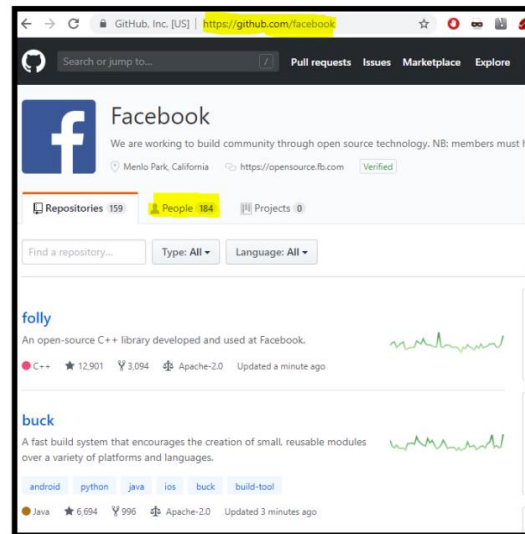 GitHub, Inc. [US] | https://github.com/facebook
Search or jump to... / Pull requests Issues Marketplace Explore
Facebook
We are working to build community through open source technology. NB: members must
Menlo Park, California https://opensource.fb.com Verified
Repositories 159 People 184 Projects 0
Find a repository... Type: All Language: All
folly
An open-source C++ library developed and used at Facebook.
C++ 12,901 3,094 Apache-2.0 Updated a minute ago
buck
A fast build system that encourages the creation of small, reusable modules
over a variety of platforms and languages.
android python java ios buck build-tool
Java 6,694 996 Apache-2.0 Updated 3 minutes ago